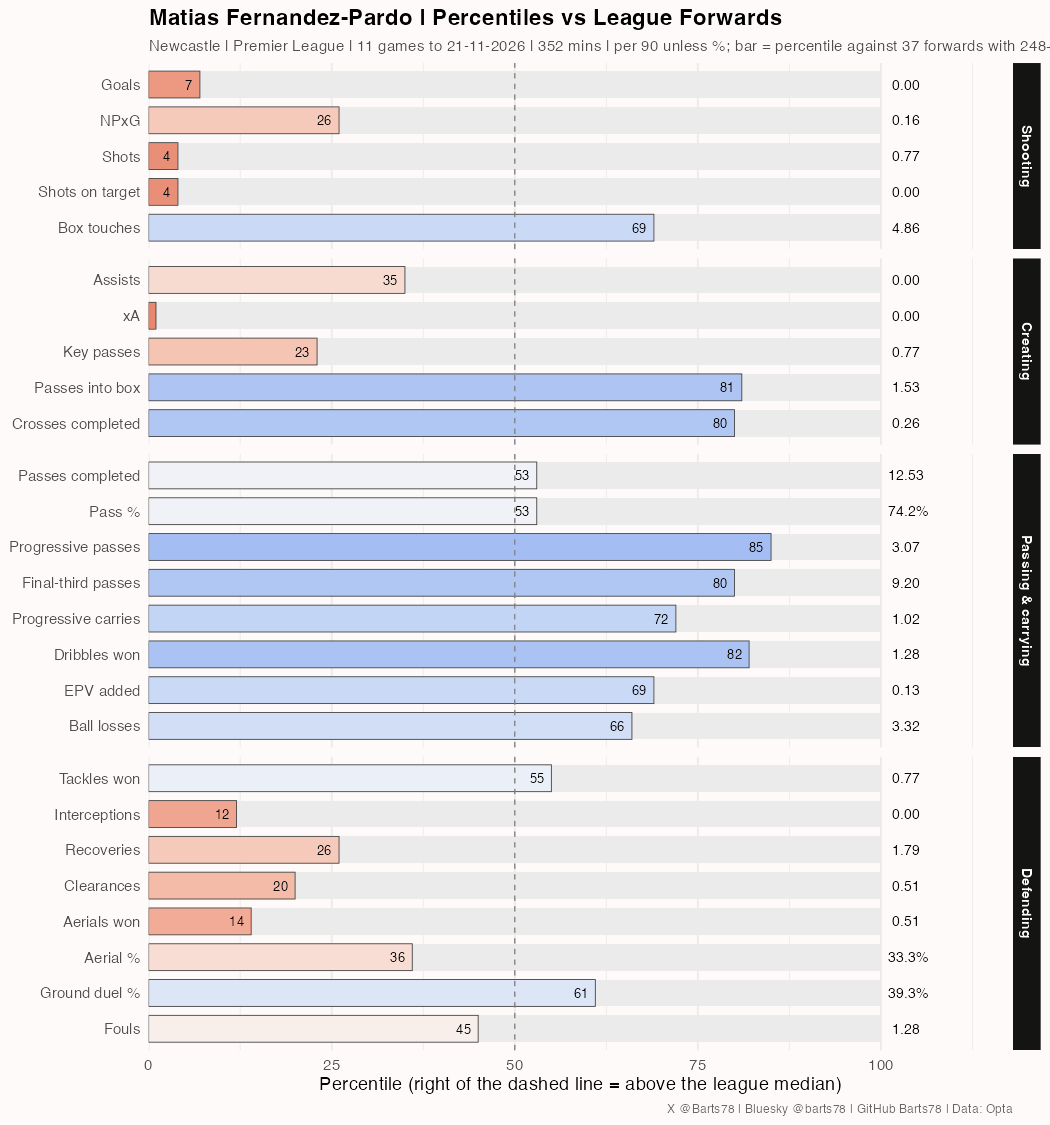 Matias Fernandez-Pardo | Percentiles vs League Forwards
Newcastle | Premier League | 11 games to 21-11-2026 | 352 mins | per 90 unless %; bar = percentile against 37 forwards with 248-
Goals 7 0.00
NPxG 26 0.16
Shots 4 0.77
Shots on target 4 0.00
Box touches 69 4.86
Shooting
Assists 35 0.00
xA 0.00
Key passes 23 0.77
Passes into box 81 1.53
Crosses completed 80 0.26
Creating
Passes completed 53 12.53
Pass % 53 74.2%
Progressive passes 85 3.07
Final-third passes 80 9.20
Progressive carries 72 1.02
Dribbles won 82 1.28
EPV added 69 0.13
Ball losses 66 3.32
Passing & carrying
Tackles won 55 0.77
Interceptions 12 0.00
Recoveries 26 1.79
Clearances 20 0.51
Aerials won 14 0.51
Aerial % 36 33.3%
Ground duel % 61 39.3%
Fouls 45 1.28
Defending
0 25 50 75 100
Percentile (right of the dashed line = above the league median)
X @Barts78 | Bluesky @barts78 | GitHub Barts78 | Data: Opta